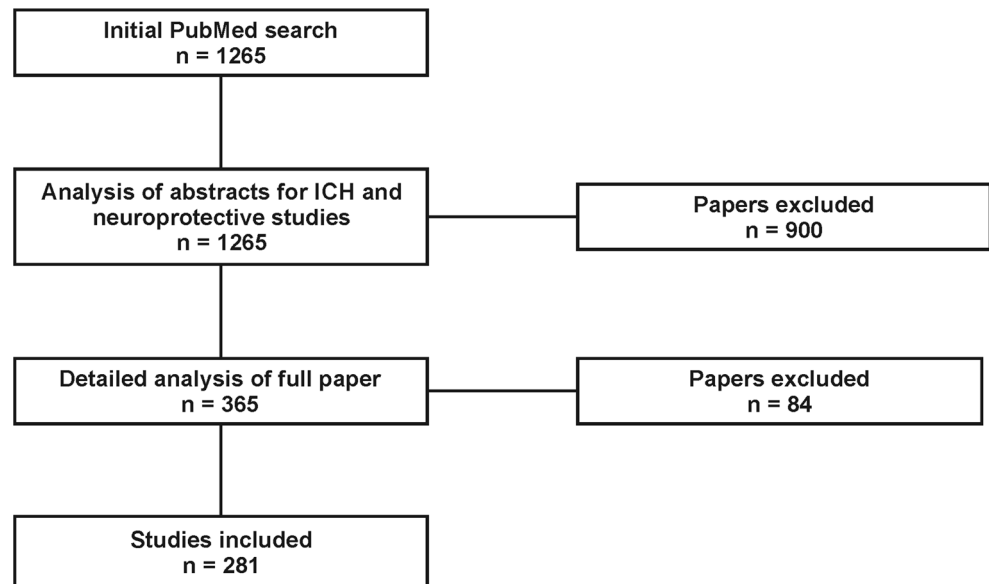 Initial PubMed search
n = 1265
Analysis of abstracts for ICH and
neuroprotective studies
n = 1265
Papers excluded
n = 900
Detailed analysis of full paper
n = 365
Papers excluded
n = 84
Studies included
n = 281